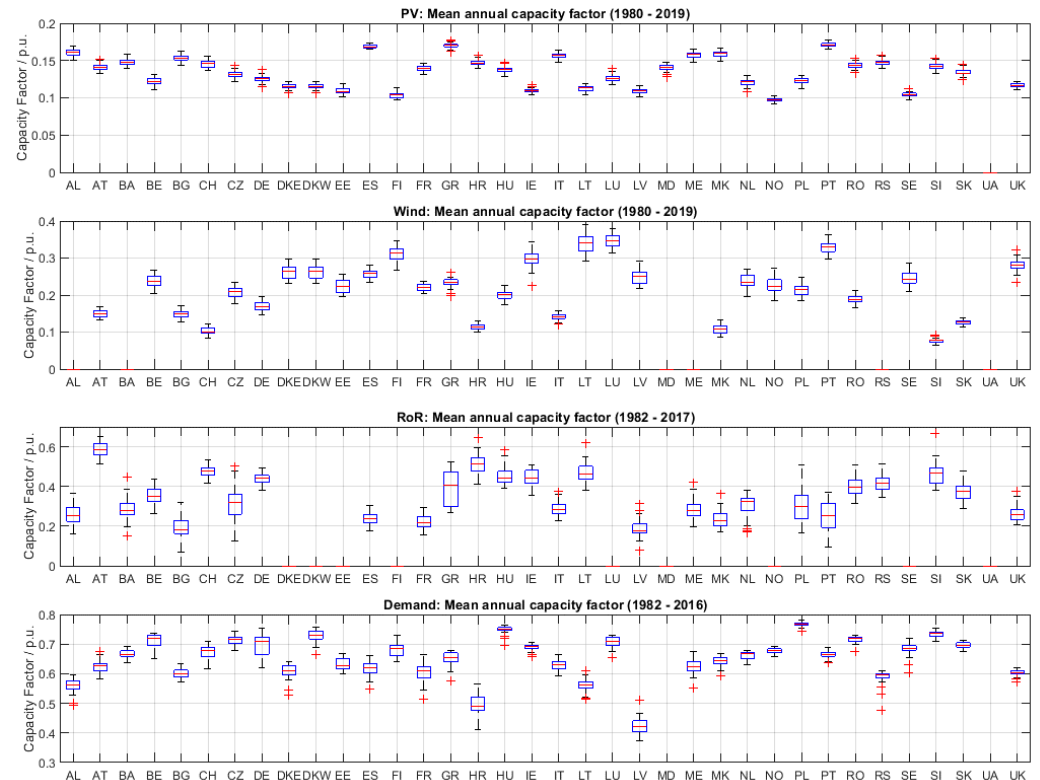 PV: Mean annual capacity factor (1980 - 2019)
Capacity Factor / p.u.
0.2
0.15
0.1
0.05
0
AL AT BA BE BG CH CZ DE DKE DKW EE ES FI FR GR HR HU IE IT LT LU LV MD ME MK NL NO PL PT RO RS SE SI SK UA UK
Wind: Mean annual capacity factor (1980 - 2019)
Capacity Factor / p.u.
0.4
0.3
0.2
0.1
0
AL AT BA BE BG CH CZ DE DKE DKW EE ES FI FR GR HR HU IE IT LT LU LV MD ME MK NL NO PL PT RO RS SE SI SK UA UK
RoR: Mean annual capacity factor (1982 - 2017)
Capacity Factor / p.u.
0.6
0.4
0.2
0
AL AT BA BE BG CH CZ DE DKE DKW EE ES FI FR GR HR HU IE IT LT LU LV MD ME MK NL NO PL PT RO RS SE SI SK UA UK
Demand: Mean annual capacity factor (1982 - 2016)
Capacity Factor / p.u.
0.8
0.7
0.6
0.5
0.4
0.3
AL AT BA BE BG CH CZ DE DKE DKW EE ES FI FR GR HR HU IE IT LT LU LV MD ME MK NL NO PL PT RO RS SE SI SK UA UK